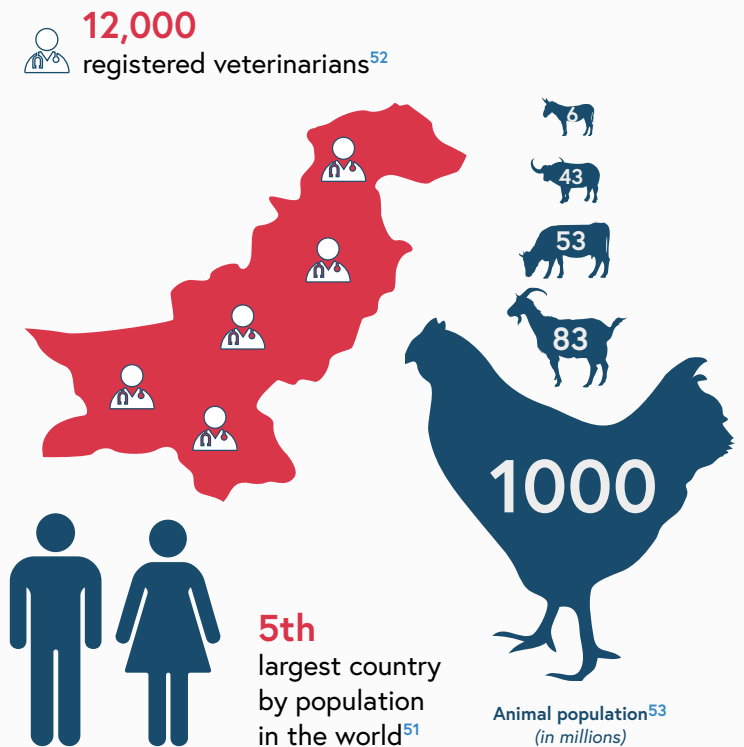 12,000
registered veterinarians52
6
43
53
83
1000
5th
largest country
by population
in the world51
Animal population53
(in millions)